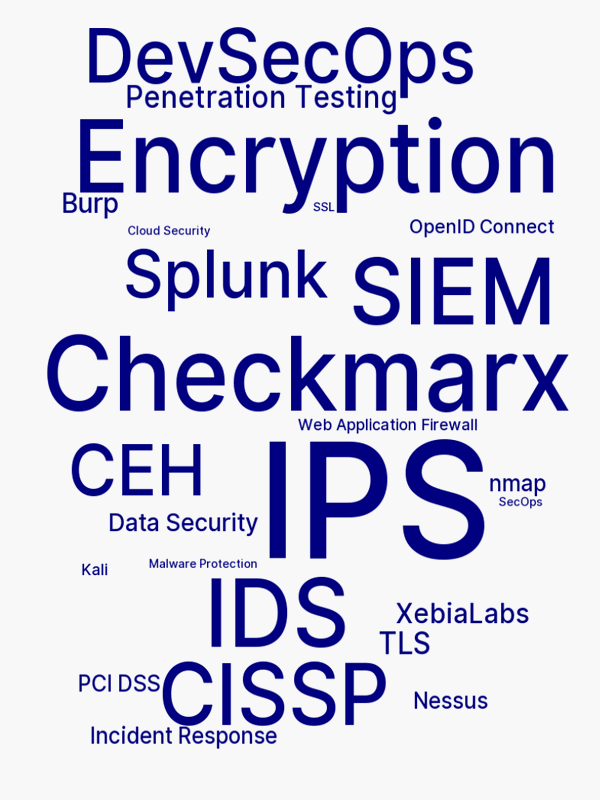 DevSecOps
Penetration Testing
Encryption
Burp
SSL
Cloud Security
OpenID Connect
Splunk
SIEM
Checkmarx
Web Application Firewall
CEH
IPS
nmap
SecOps
Data Security
Malware Protection
Kali
IDS
XebiaLabs
TLS
PCI DSS
CISSP
Nessus
Incident Response